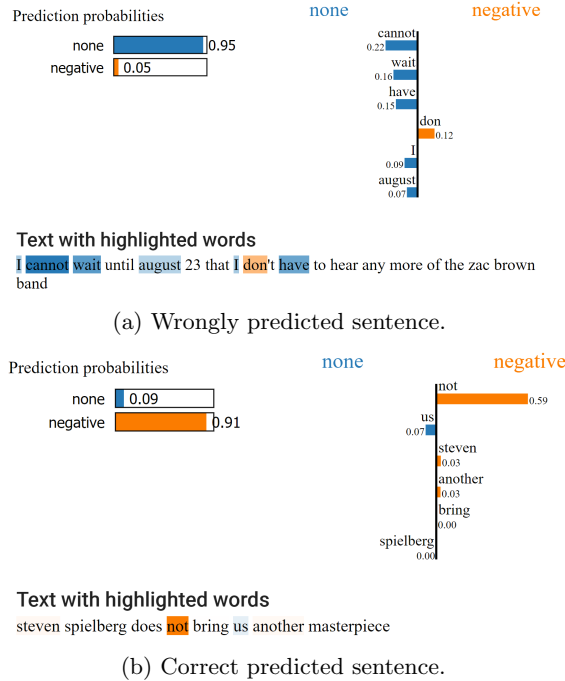 Prediction probabilities
none 0.95
negative 0.05
none negative
cannot
0.22
wait
0.16
have
0.15
don
0.12
I
0.09
august
0.07
Text with highlighted words
I cannot wait until august 23 that I don't have to hear any more of the zac brown
band
(a) Wrongly predicted sentence.
Prediction probabilities
none 0.09
negative 0.91
none negative
not
0.59
us
0.07
steven
0.03
another
0.03
bring
0.00
spielberg
0.00
Text with highlighted words
steven spielberg does not bring us another masterpiece
(b) Correct predicted sentence.